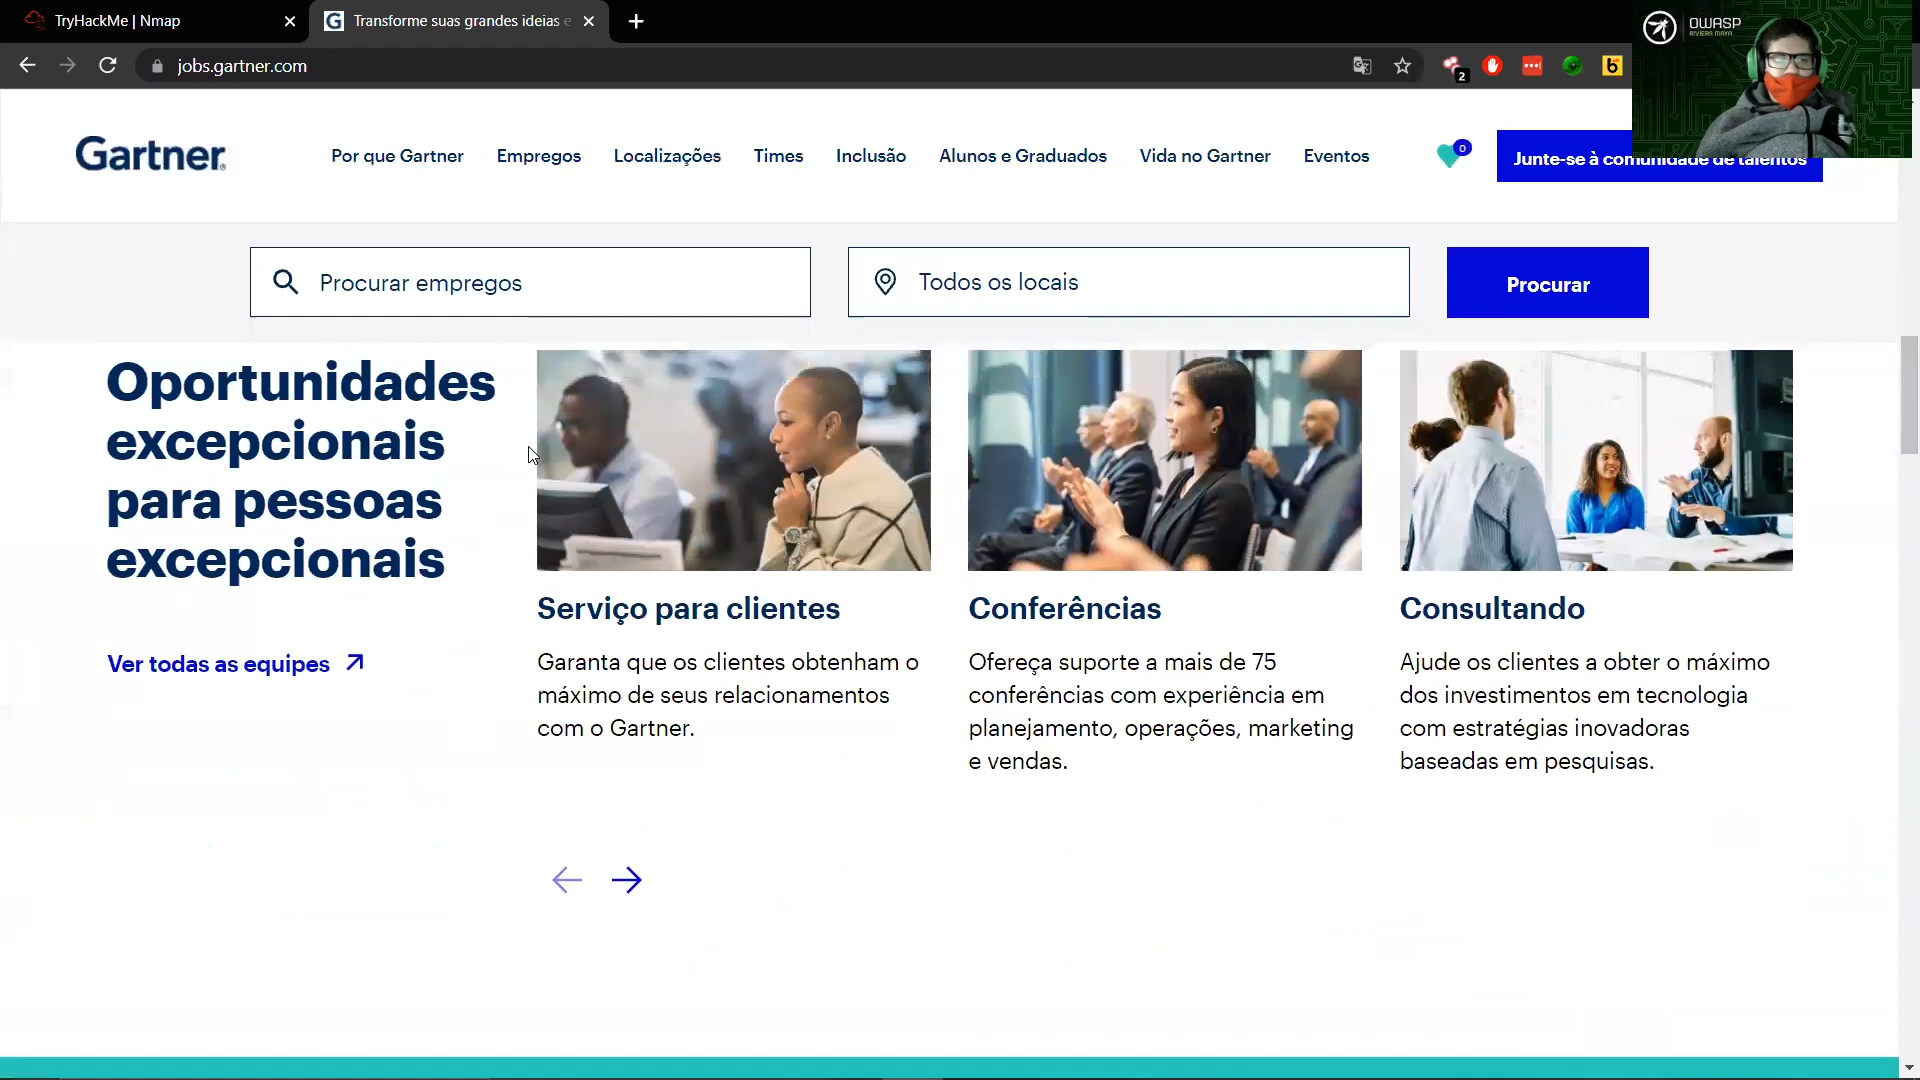 TryHackMe | Nmap
Transforme suas grandes ideias e
jobs.gartner.com
2
OWASP
RIVIERA MAYA
Gartner
Por que Gartner
Empregos
Localizações
Times
Inclusão
Alunos e Graduados
Vida no Gartner
Eventos
0
Junte-se à comunidade de talentos
Procurar empregos
Todos os locais
Procurar
Oportunidades
excepcionais
para pessoas
excepcionais
Ver todas as equipes
Serviço para clientes
Garanta que os clientes obtenham o
máximo de seus relacionamentos
com o Gartner.
Conferências
Ofereça suporte a mais de 75
conferências com experiência em
planejamento, operações, marketing
e vendas.
Consultando
Ajude os clientes a obter o máximo
dos investimentos em tecnologia
com estratégias inovadoras
baseadas em pesquisas.